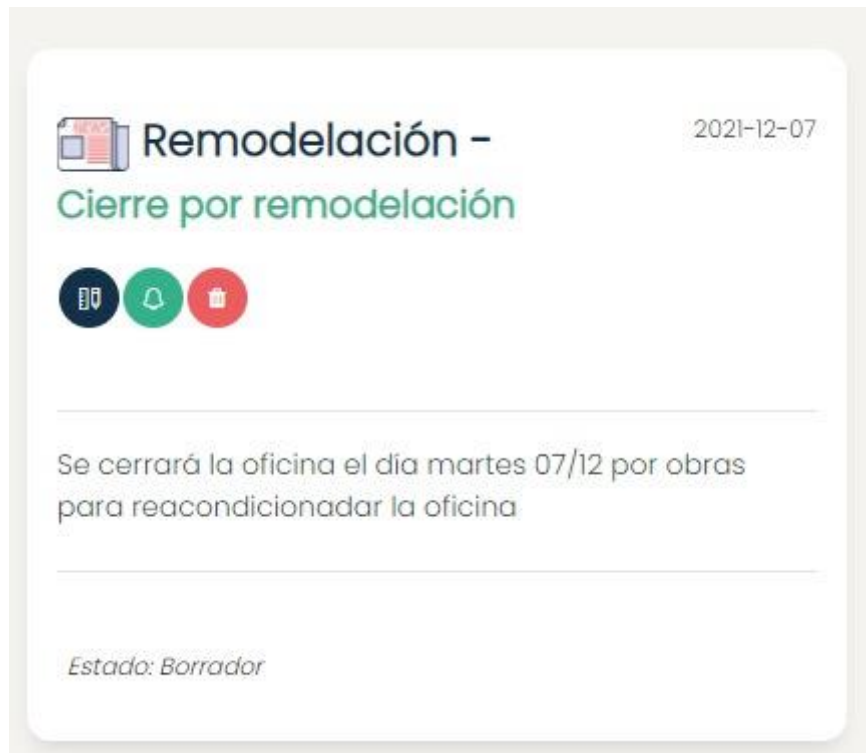 NEWS
Remodelación -
2021-12-07
Cierre por remodelación
Se cerrará la oficina el día martes 07/12 por obras
para reacondicionadar la oficina
Estado: Borrador